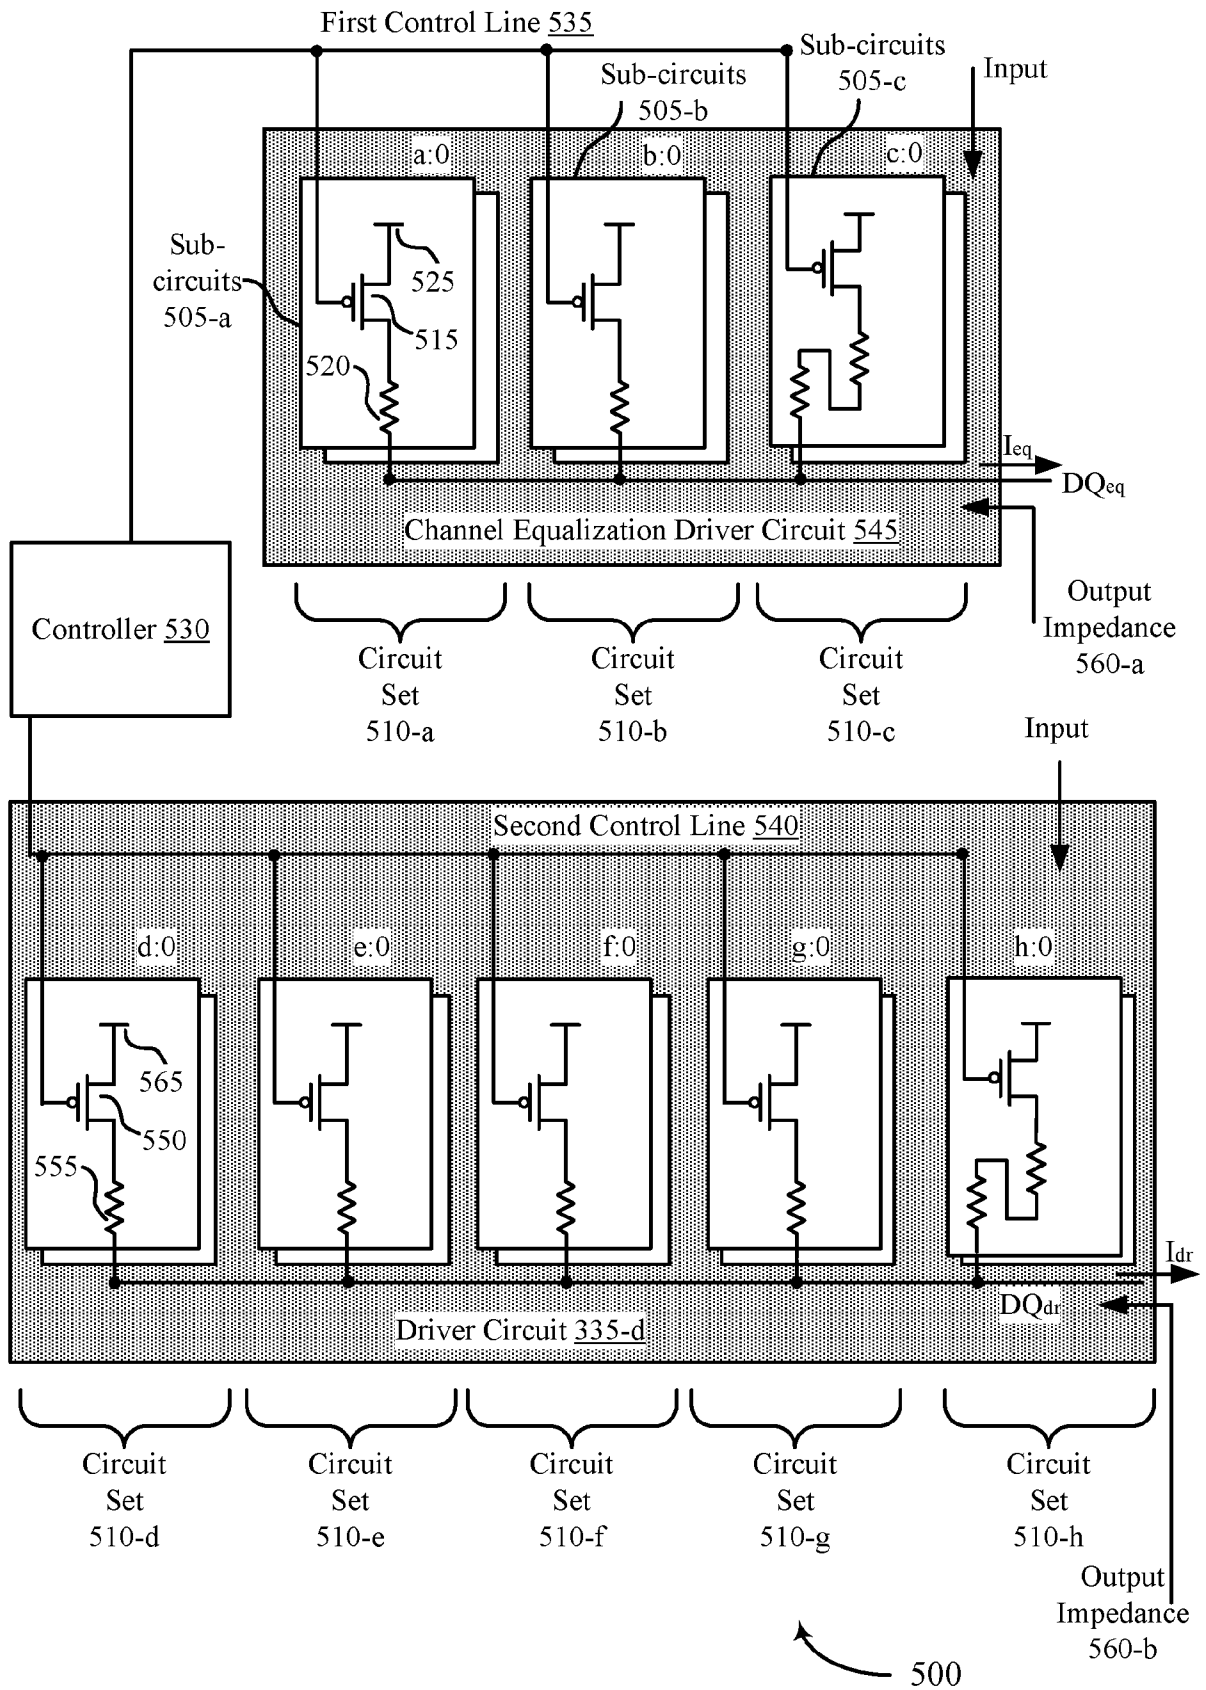 First Control Line 535
Sub-circuits
505-c
Input
Sub-circuits
505-b
a:0
b:0
c:0
Sub-
circuits
505-a
525
515
520
Ieq
DQeq
Channel Equalization Driver Circuit 545
Controller 530
Output
Impedance
560-a
Circuit
Set
510-a
Circuit
Set
510-b
Circuit
Set
510-c
Input
Second Control Line 540
d:0
e:0
f:0
g:0
h:0
565
550
555
Idr
DQdr
Driver Circuit 335-d
Circuit
Set
510-d
Circuit
Set
510-e
Circuit
Set
510-f
Circuit
Set
510-g
Circuit
Set
510-h
Output
Impedance
560-b
500